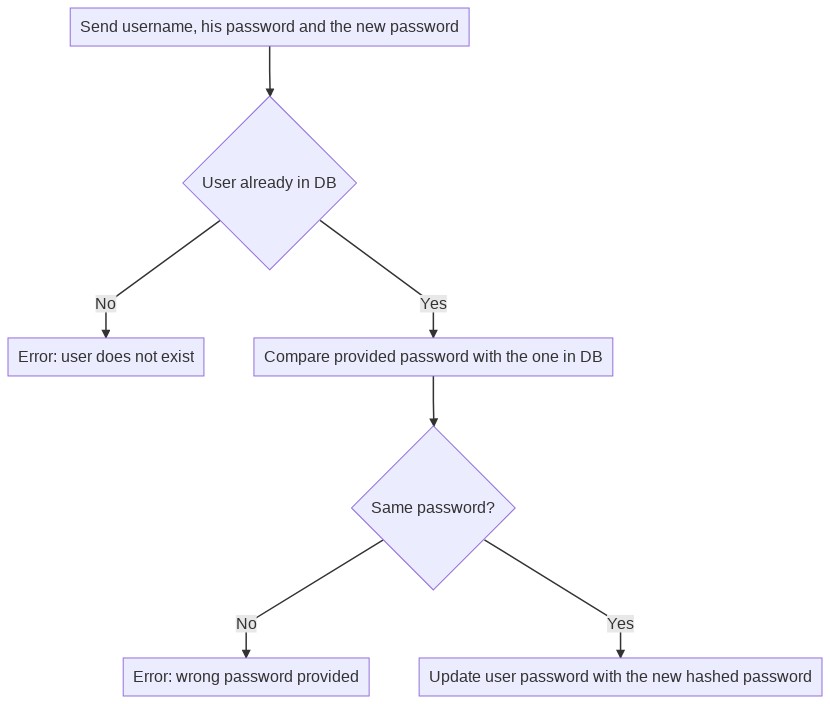 Send username, his password and the new password
User already in DB
No
Yes
Error: user does not exist
Compare provided password with the one in DB
Same password?
No
Yes
Error: wrong password provided
Update user password with the new hashed password